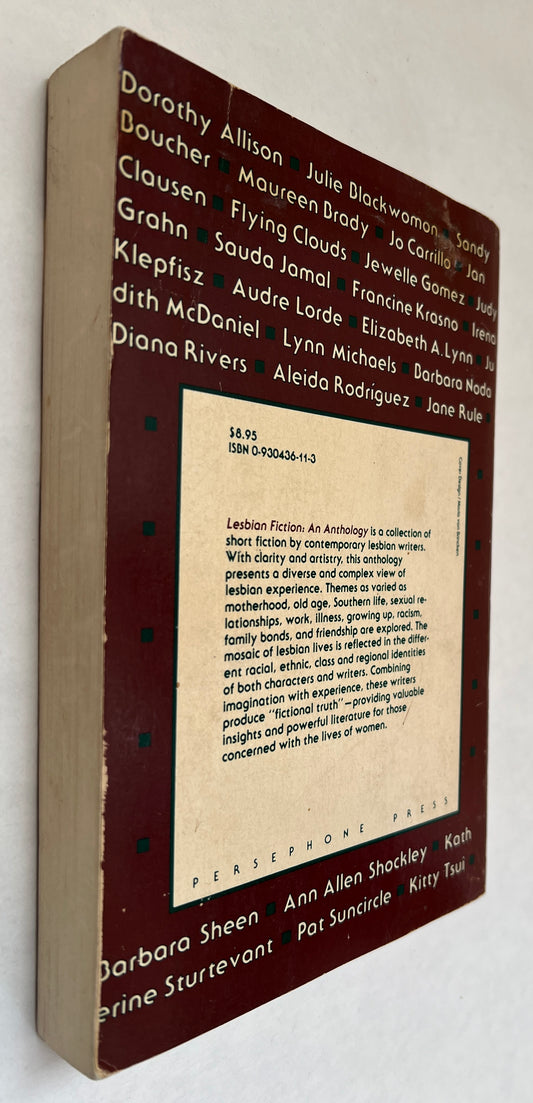 Dorothy Allison ■ Julie Blackwomon ■ Sandy
Boucher ■ Maureen Brady ■ Jo Carrillo ■ Jan
Clausen ■ Flying Clouds ■ Jewelle Gomez ■ Judy
Grahn ■ Sauda Jamal ■ Francine Krasno ■ Irena
Klepfisz ■ Audre Lorde ■ Elizabeth A. Lynn ■ Ju
dith McDaniel ■ Lynn Michaels ■ Barbara Noda
Diana Rivers ■ Aleida Rodríguez ■ Jane Rule ■
$8.95
ISBN 0-930436-11-3
Cover Design / Maria von Brincken
Lesbian Fiction: An Anthology is a collection of
short fiction by contemporary lesbian writers.
With clarity and artistry, this anthology
presents a diverse and complex view of
lesbian experience. Themes as varied as
motherhood, old age, Southern life, sexual re-
lationships, work, illness, growing up, racism,
family bonds, and friendship are explored. The
mosaic of lesbian lives is reflected in the differ-
ent racial, ethnic, class and regional identities
of both characters and writers. Combining
imagination with experience, these writers
produce "fictional truth"—providing valuable
insights and powerful literature for those
concerned with the lives of women.
PERSEPHONE PRESS
Barbara Sheen ■ Ann Allen Shockley ■ Kath
erine Sturtevant ■ Pat Suncircle ■ Kitty Tsui ■